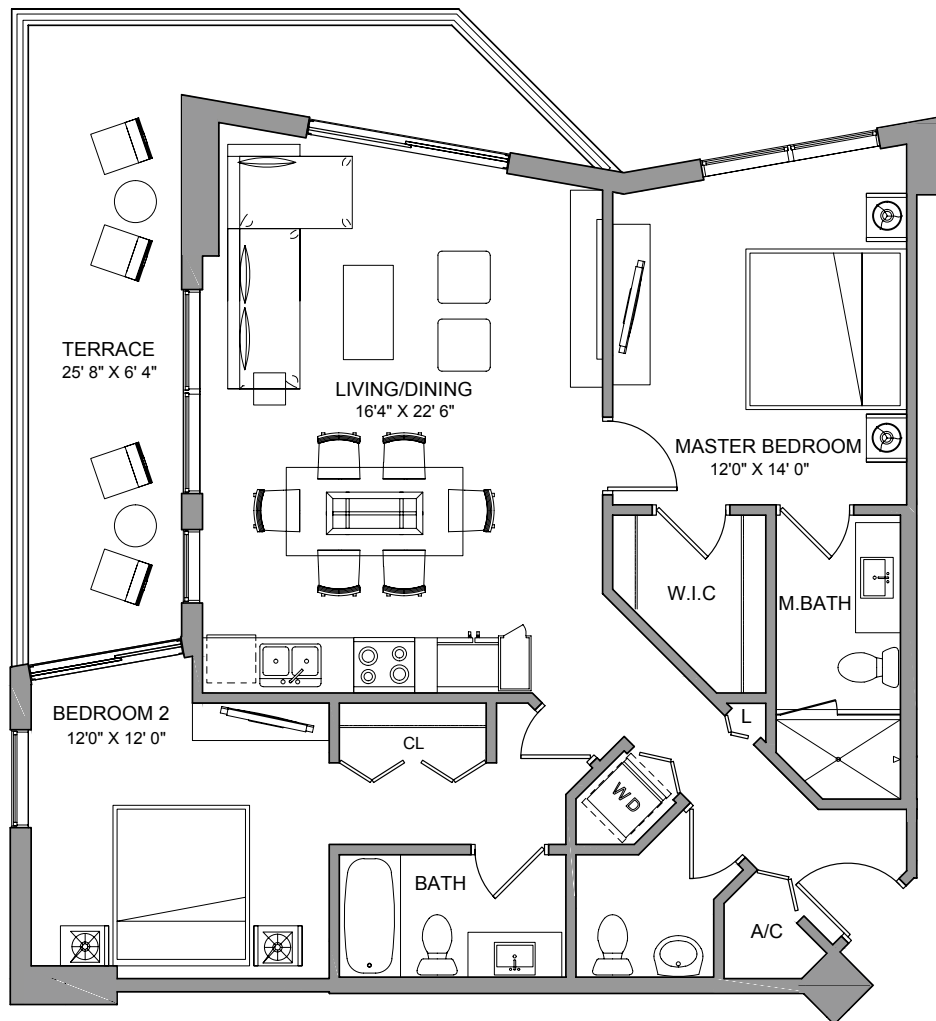 TERRACE
25' 8" X 6' 4"
LIVING/DINING
16'4" X 22' 6"
MASTER BEDROOM
12'0" X 14' 0"
W.I.C
M.BATH
BEDROOM 2
12'0" X 12' 0"
CL
L
WD
BATH
A/C